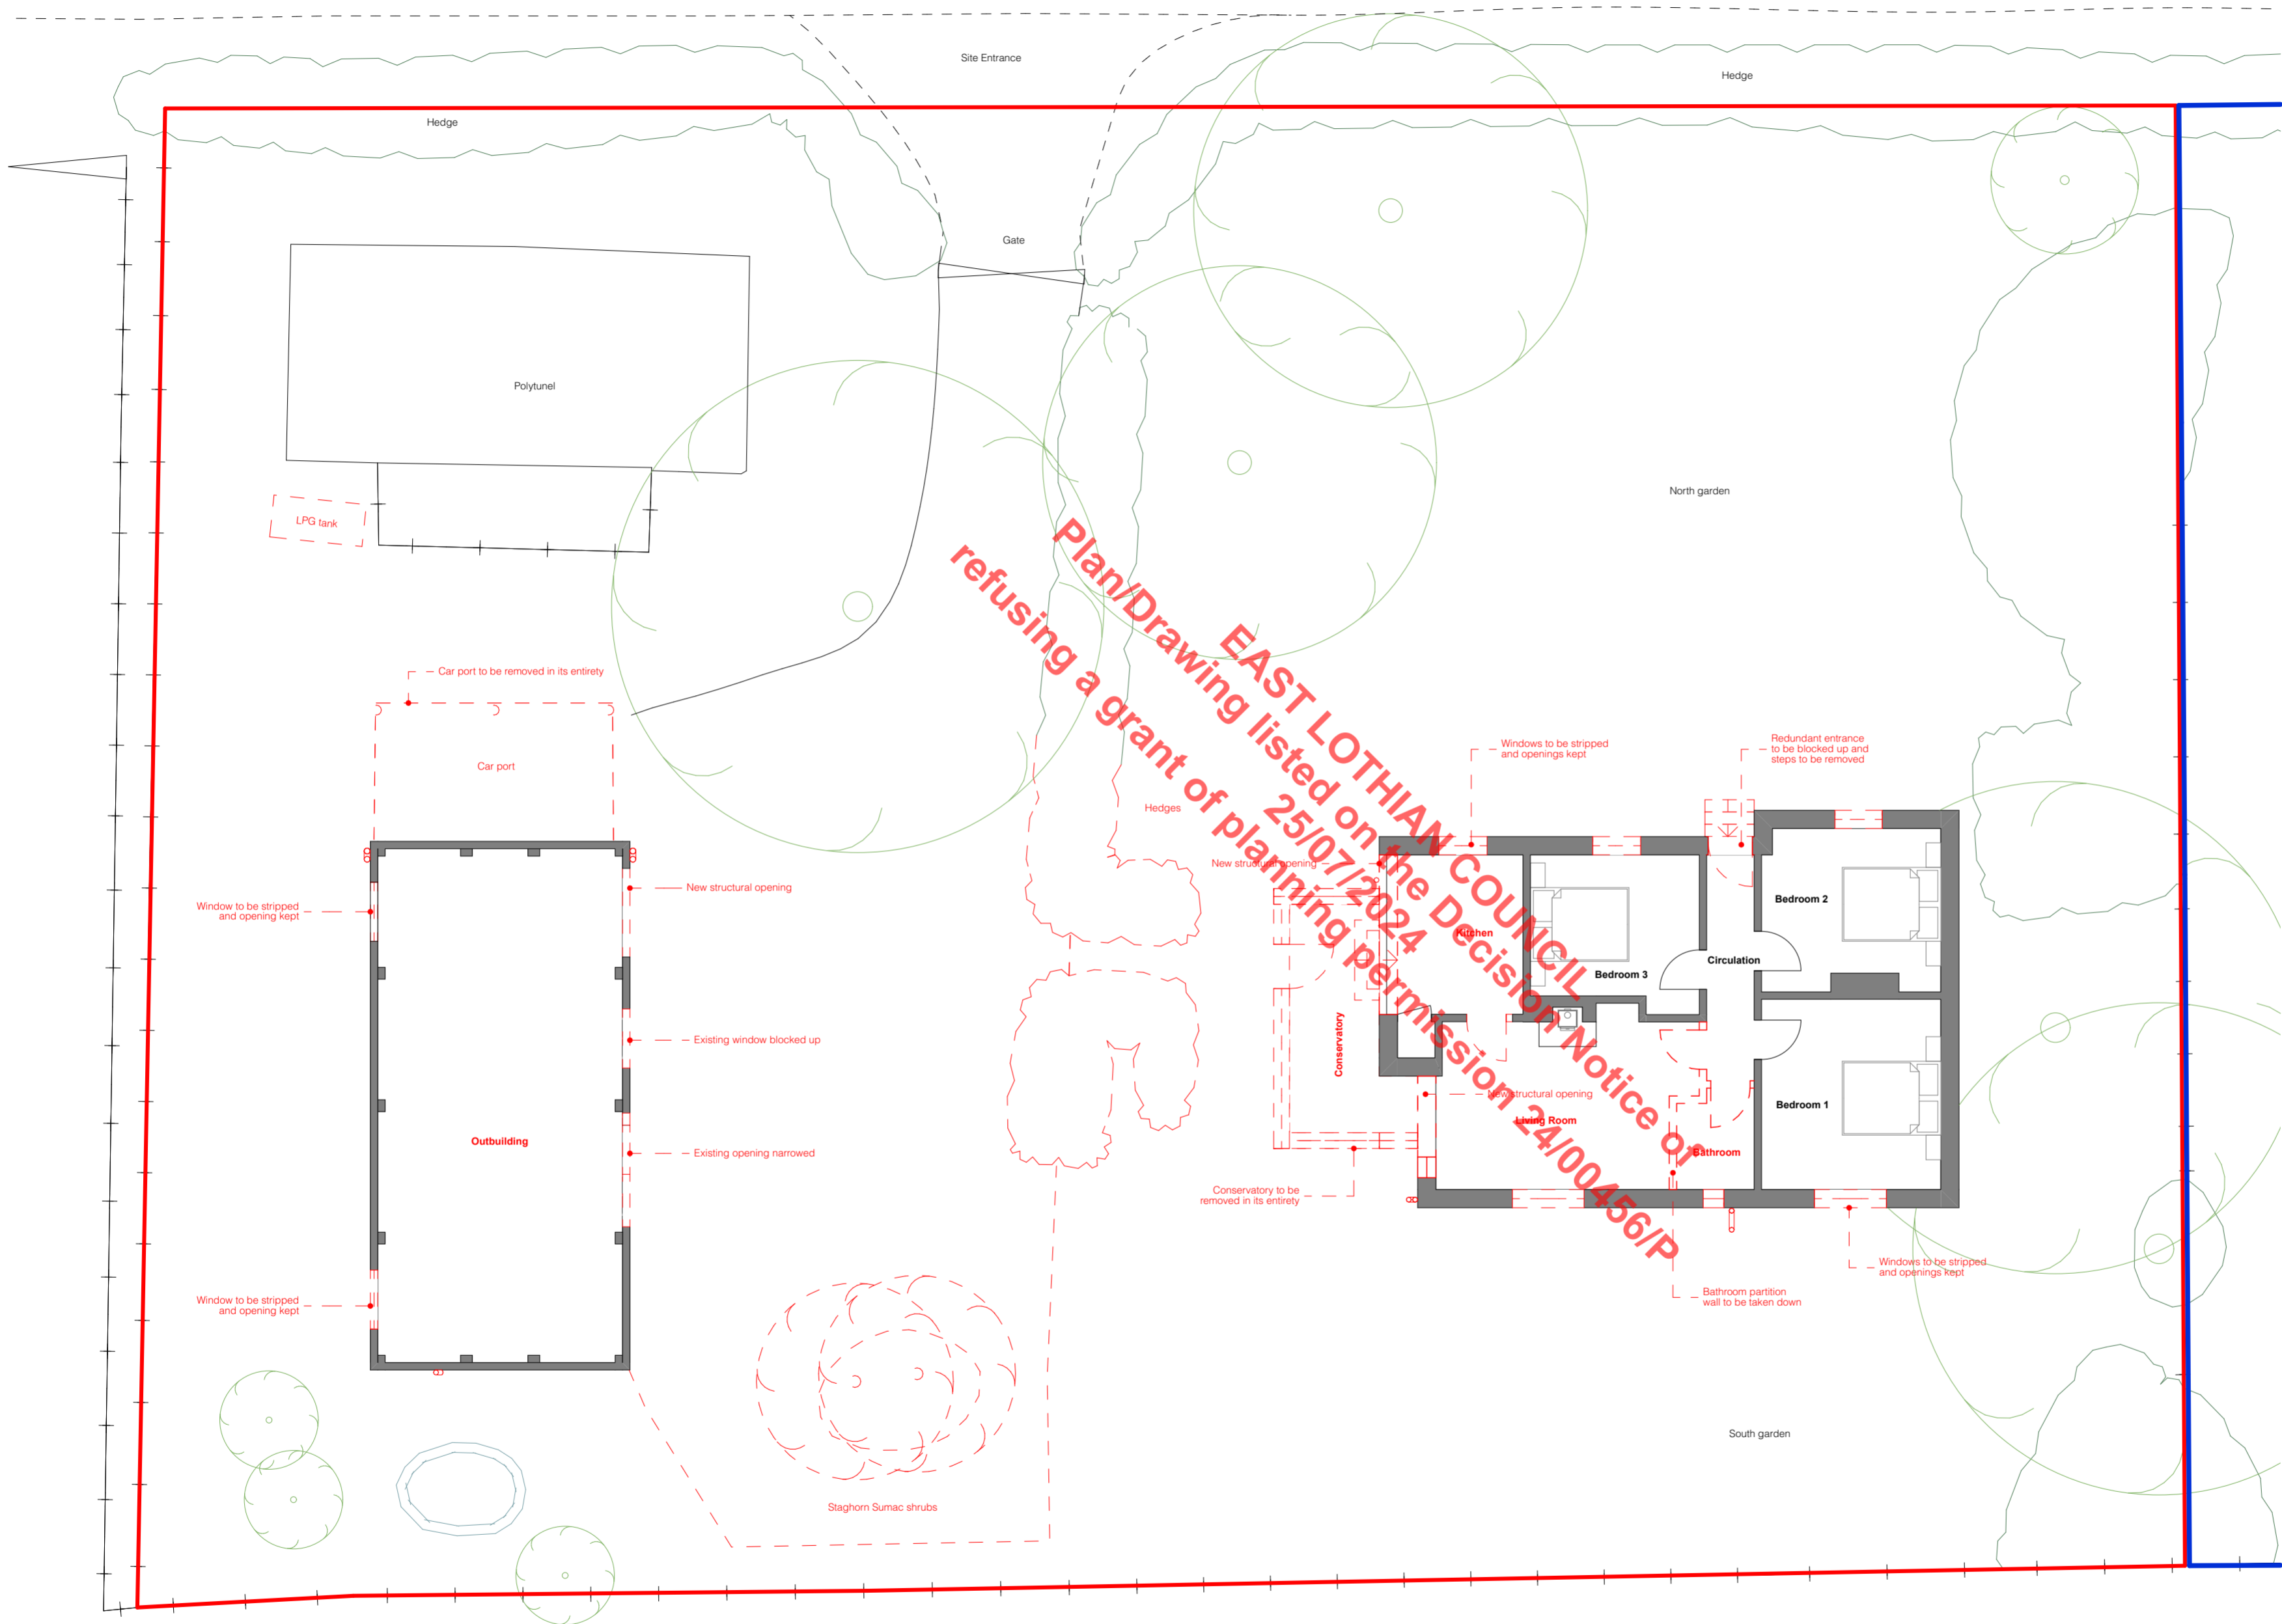 Site Entrance
Hedge
Hedge
Gate
Polytunel
North garden
LPG tank
Car port to be removed in its entirety
Car port
Hedges
Windows to be stripped
and openings kept
Redundant entrance
to be blocked up and
steps to be removed
New structural opening
New structural opening
Window to be stripped
and opening kept
Kitchen
Bedroom 2
Bedroom 3
Circulation
Existing window blocked up
Conservatory
New structural opening
Bedroom 1
Living Room
Outbuilding
Existing opening narrowed
Bathroom
Conservatory to be
removed in its entirety
Windows to be stripped
and openings kept
Bathroom partition
wall to be taken down
Window to be stripped
and opening kept
South garden
Staghorn Sumac shrubs
EAST LOTHIAN COUNCIL
Plan/Drawing listed on the Decision Notice of
25/07/2024
refusing a grant of planning permission 24/00456/P